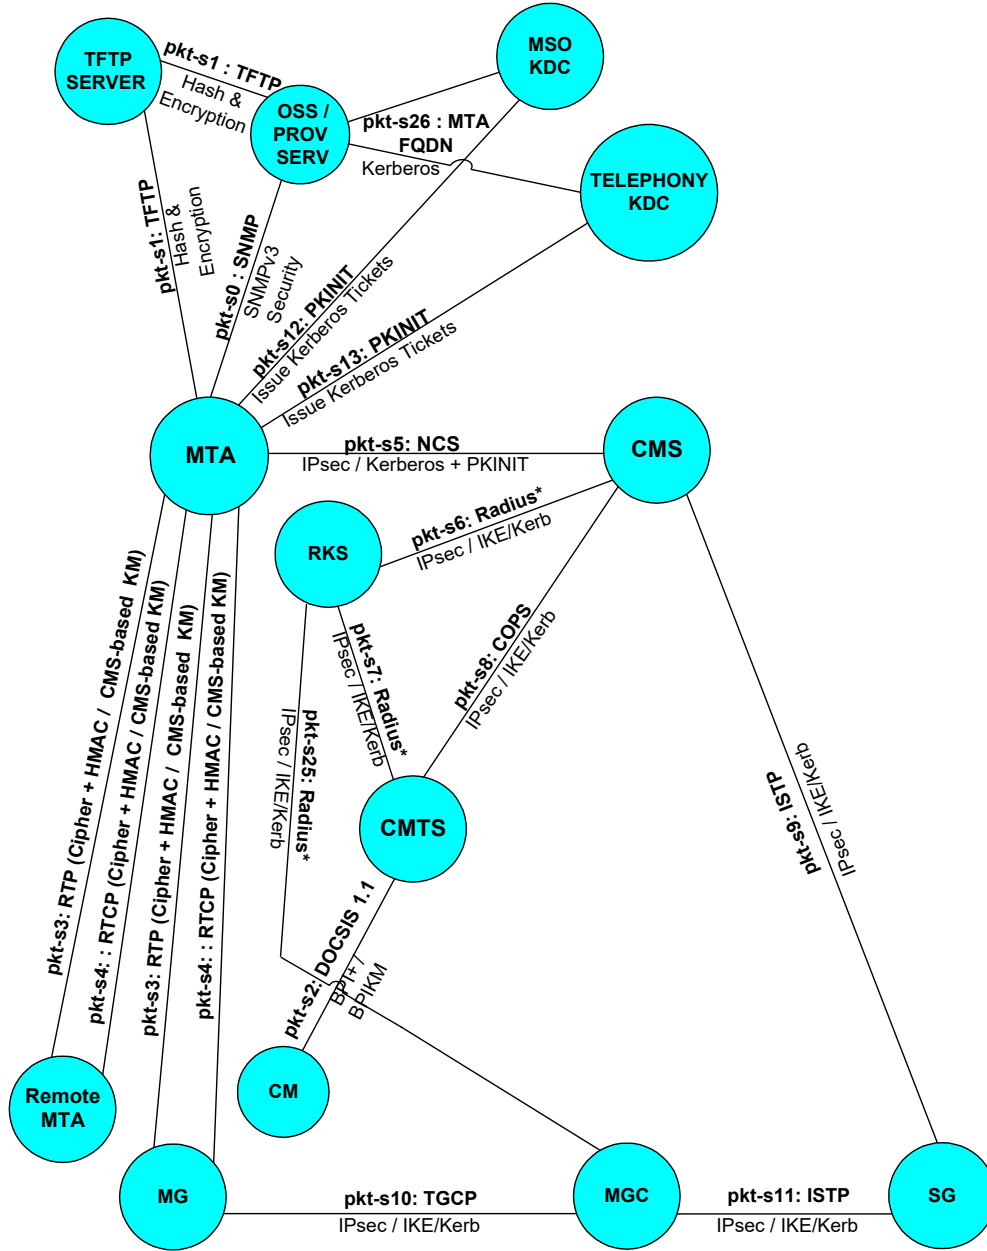 TFTP
SERVER
pkt-s1 : TFTP
Hash &
Encryption
OSS /
PROV
SERV
MSO
KDC
pkt-s26 : MTA
FQDN
Kerberos
TELEPHONY
KDC
pkt-s1: TFTP
Hash &
Encryption
pkt-s0 : SNMP
SNMPv3
Security
pkt-s12: PKINIT
Issue Kerberos Tickets
pkt-s13: PKINIT
Issue Kerberos Tickets
MTA
pkt-s5: NCS
IPsec / Kerberos + PKINIT
CMS
RKS
pkt-s6: Radius*
IPsec / IKE/Kerb
pkt-s7: Radius*
IPsec / IKE/Kerb
pkt-s8: COPS
IPsec / IKE/Kerb
pkt-s25: Radius*
IPsec / IKE/Kerb
pkt-s9: ISTP
IPsec / IKE/Kerb
pkt-s3: RTP (Cipher + HMAC / CMS-based KM)
pkt-s4: : RTCP (Cipher + HMAC / CMS-based KM)
pkt-s3: RTP (Cipher + HMAC / CMS-based KM)
pkt-s4: : RTCP (Cipher + HMAC / CMS-based KM)
CMTS
pkt-s2: DOCSIS 1.1
BPI+ /
BPIKM
CM
Remote
MTA
MG
pkt-s10: TGCP
IPsec / IKE/Kerb
MGC
pkt-s11: ISTP
IPsec / IKE/Kerb
SG